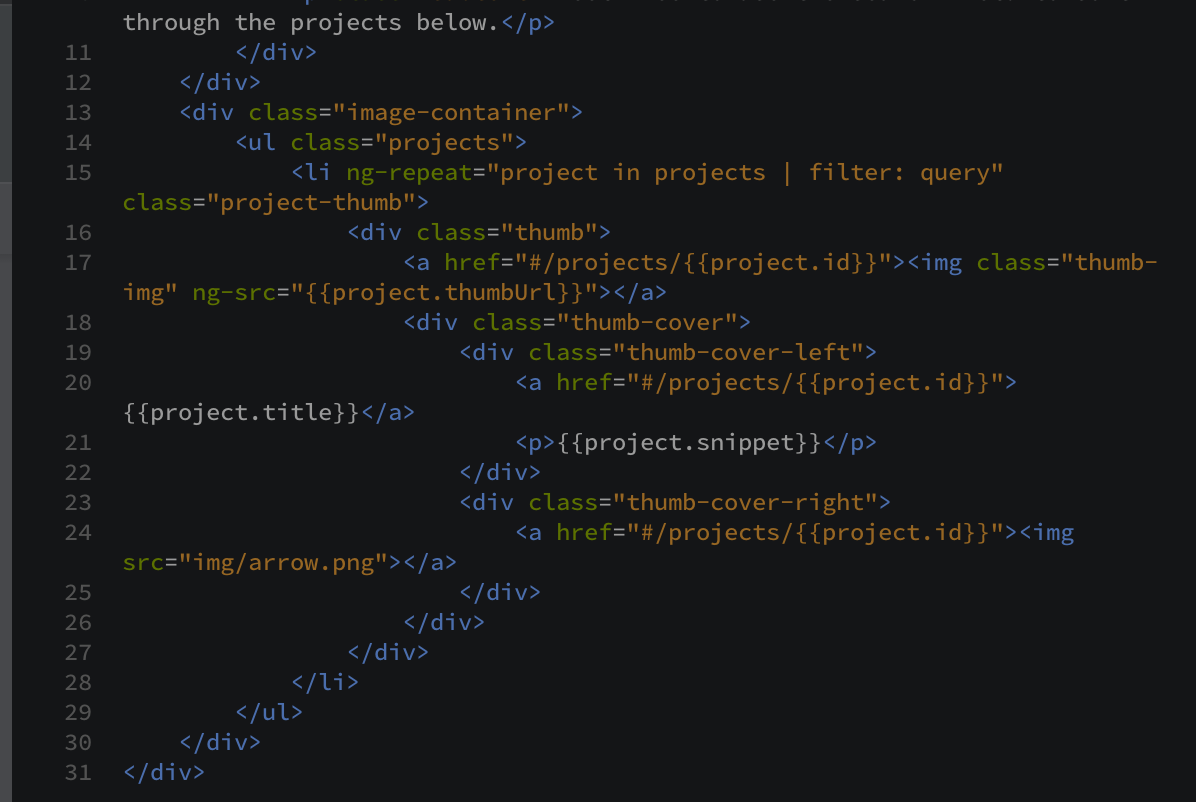 through the projects below.</p>
11         </div>
12     </div>
13     <div class="image-container">
14         <ul class="projects">
15             <li ng-repeat="project in projects | filter: query"
class="project-thumb">
16                 <div class="thumb">
17                     <a href="#/projects/{{project.id}}"><img class="thumb-
img" ng-src="{{project.thumbUrl}}"></a>
18                     <div class="thumb-cover">
19                         <div class="thumb-cover-left">
20                             <a href="#/projects/{{project.id}}">
{{project.title}}</a>
21                             <p>{{project.snippet}}</p>
22                         </div>
23                         <div class="thumb-cover-right">
24                             <a href="#/projects/{{project.id}}"><img
src="img/arrow.png"></a>
25                         </div>
26                     </div>
27                 </div>
28             </li>
29         </ul>
30     </div>
31 </div>